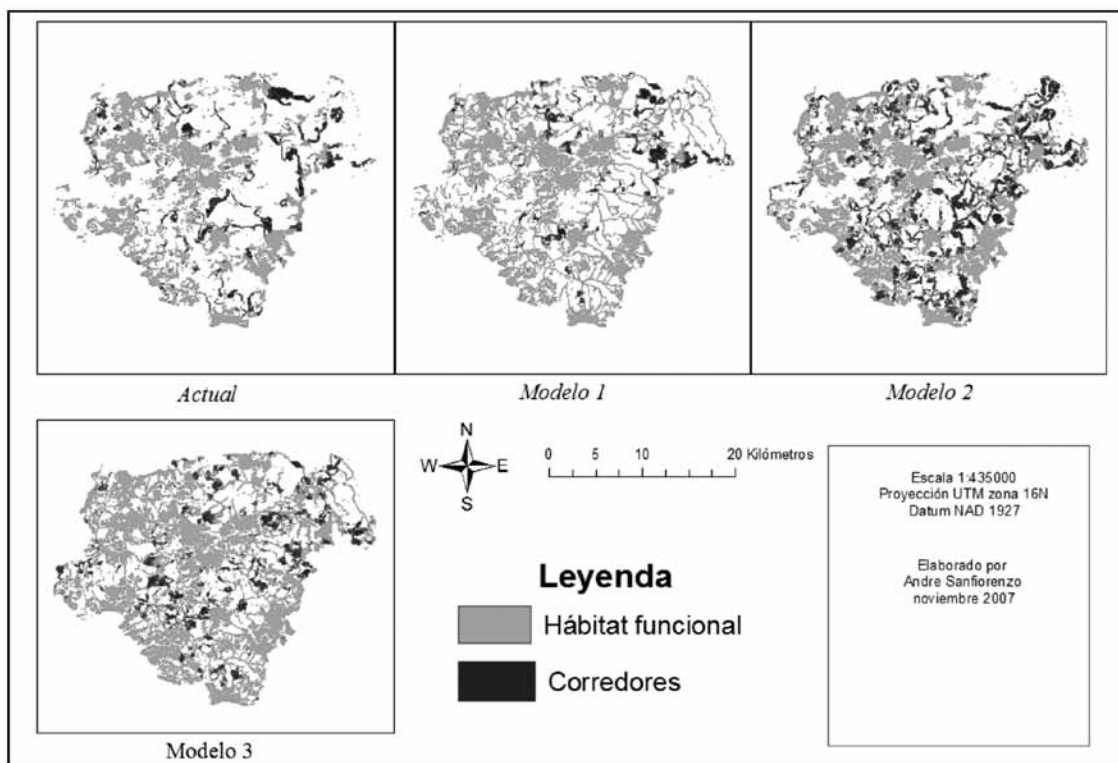 Actual
Modelo 1
Modelo 2
Modelo 3
N
W
E
S
0 5 10 20 Kilómetros
Leyenda
Hábitat funcional
Corredores
Escala 1:435000
Proyección UTM zona 16N
Datum NAD 1927
Elaborado por
Andre Sanfiorenzo
noviembre 2007